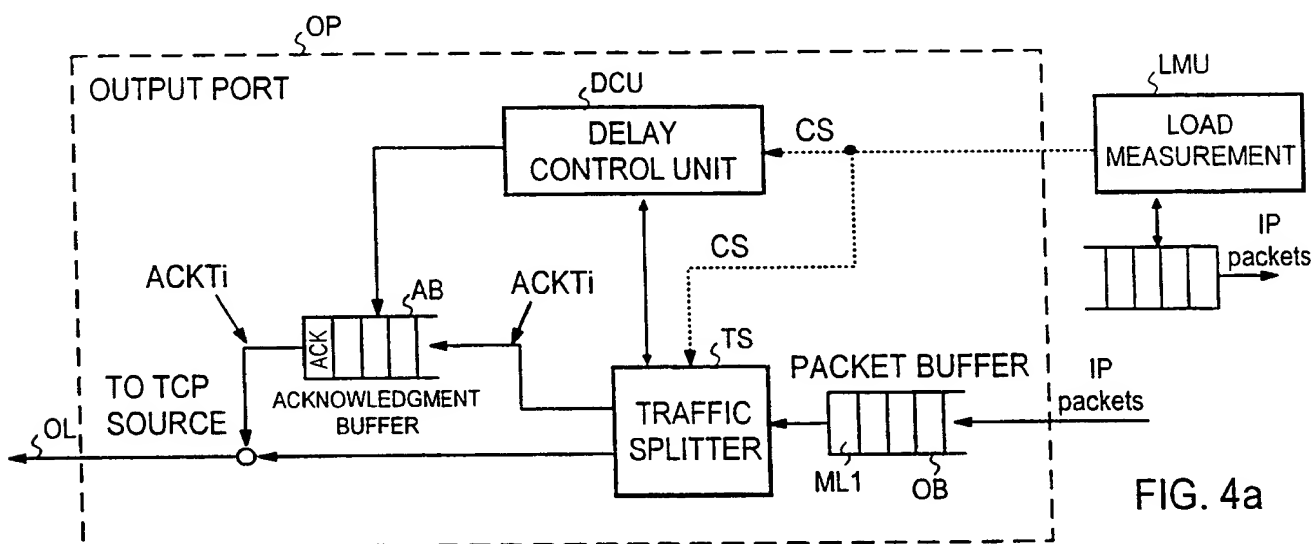 OP
OUTPUT PORT
DCU
DELAY
CONTROL UNIT
CS
LMU
LOAD
MEASUREMENT
IP
packets
CS
ACKTi
ACK
AB
ACKNOWLEDGMENT
BUFFER
ACKTi
TO TCP
SOURCE
OL
TS
TRAFFIC
SPLITTER
PACKET BUFFER
ML1
OB
IP
packets
FIG. 4a